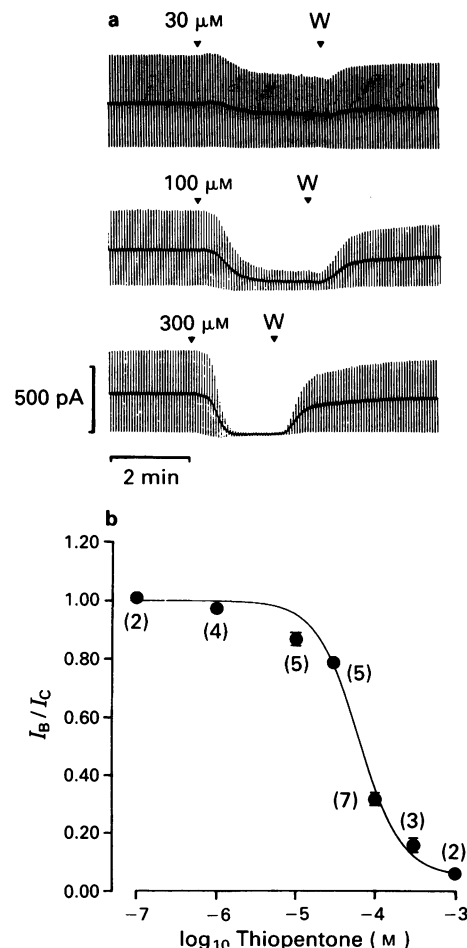 a
30 μM W
100 μM W
300 μM W
500 pA
2 min
b
1.20
1.00
0.80
0.60
0.40
0.20
0.00
I_B / I_C
(2)
(4)
(5)
(5)
(7)
(3)
(2)
−7 −6 −5 −4 −3
log₁₀ Thiopentone (M)